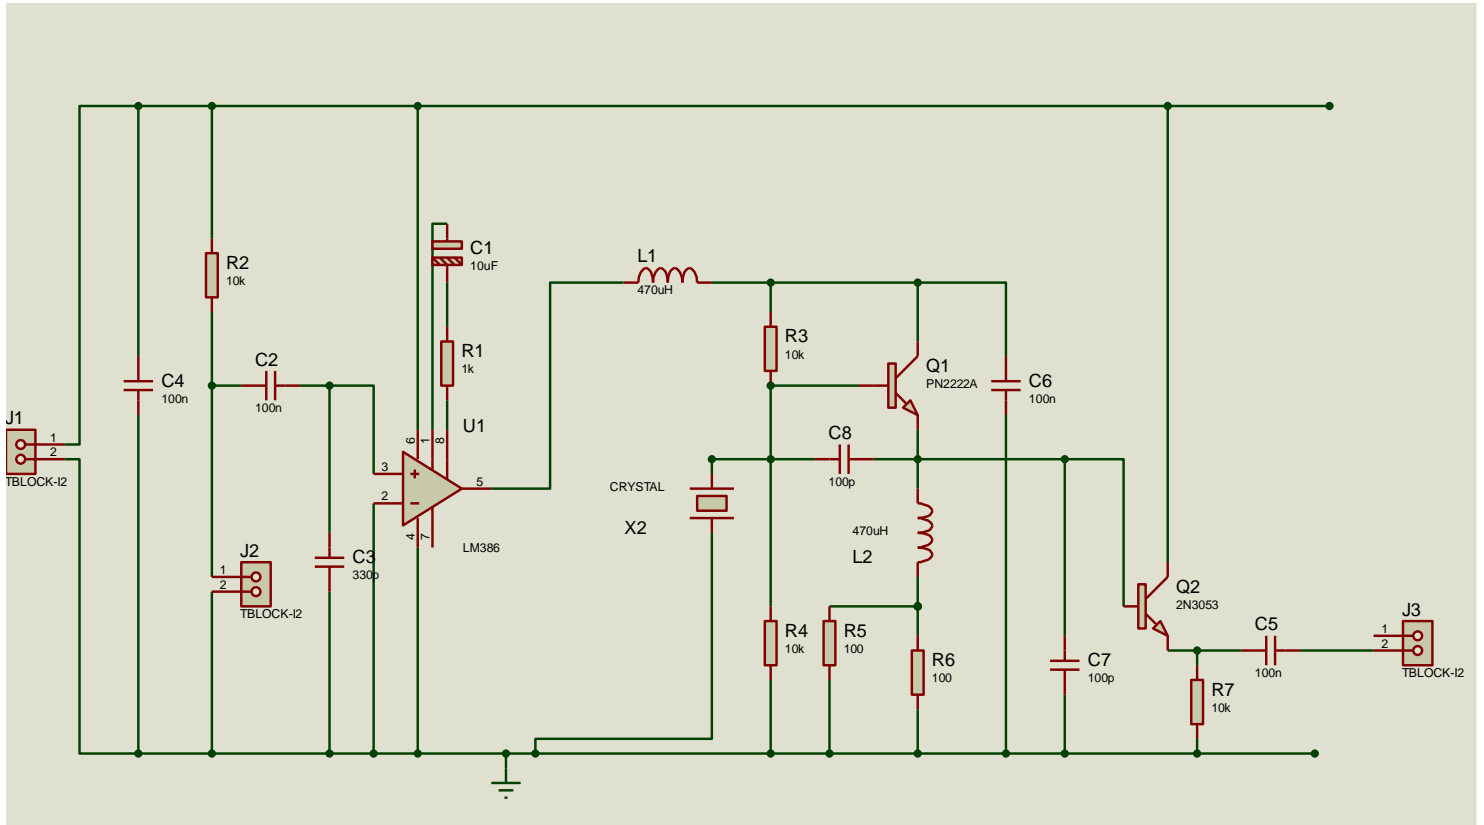 C1
10uF
L1
470uH
R2
10k
R3
10k
R1
1k
Q1
PN2222A
C2
100n
C4
100n
C6
100n
J1
1
2
TBLOCK-I2
U1
6
1
8
3
2
5
4
7
LM386
C8
100p
CRYSTAL
X2
470uH
L2
J2
1
2
TBLOCK-I2
C3
330p
Q2
2N3053
J3
1
2
TBLOCK-I2
R4
10k
R5
100
R6
100
C7
100p
C5
100n
R7
10k